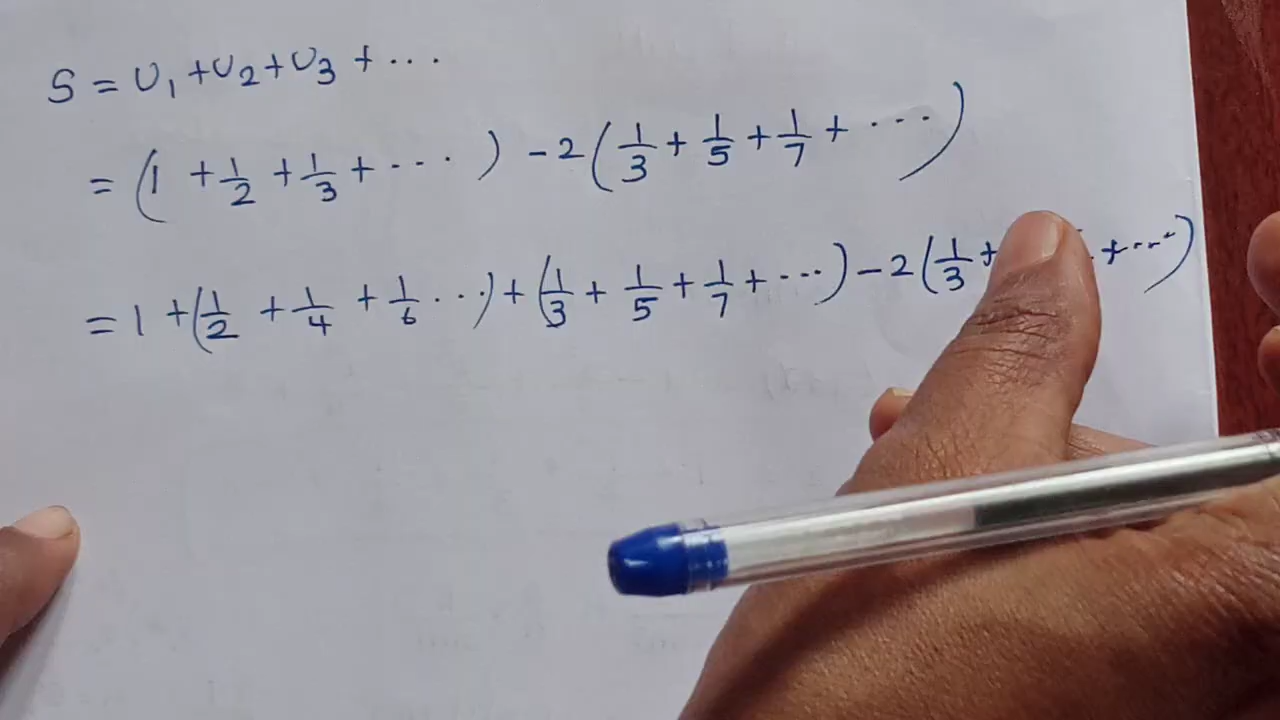 S = U₁ + U₂ + U₃ + ...
= (1 + 1/2 + 1/3 + ... ) - 2 (1/3 + 1/5 + 1/7 + ... )
= 1 + (1/2 + 1/4 + 1/6 ...) + (1/3 + 1/5 + 1/7 + ...) - 2 (1/3 + + ...)